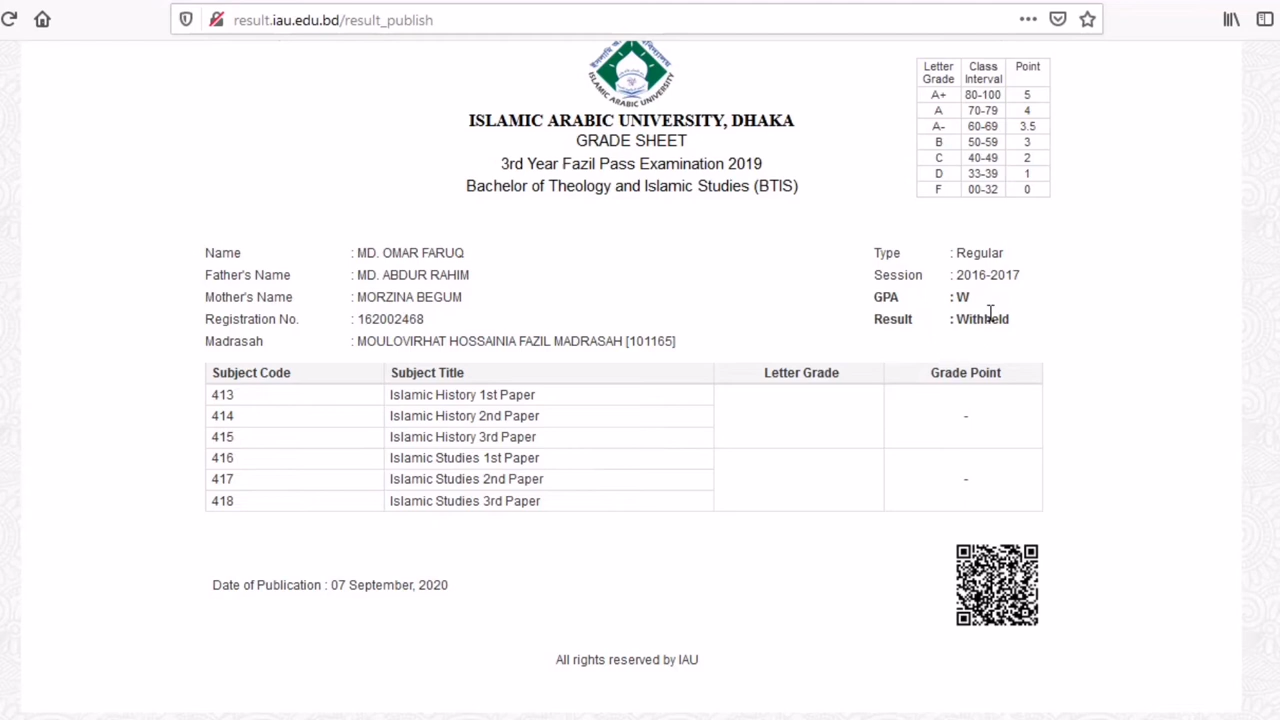 result.iau.edu.bd/result_publish
ISLAMIC ARABIC UNIVERSITY
ISLAMIC ARABIC UNIVERSITY, DHAKA
GRADE SHEET
3rd Year Fazil Pass Examination 2019
Bachelor of Theology and Islamic Studies (BTIS)
Letter Grade Class Interval Point
A+ 80-100 5
A 70-79 4
A- 60-69 3.5
B 50-59 3
C 40-49 2
D 33-39 1
F 00-32 0
Name : MD. OMAR FARUQ Type : Regular
Father's Name : MD. ABDUR RAHIM Session : 2016-2017
Mother's Name : MORZINA BEGUM GPA : W
Registration No. : 162002468 Result : Withheld
Madrasah : MOULOVIRHAT HOSSAINIA FAZIL MADRASAH [101165]
Subject Code Subject Title Letter Grade Grade Point
413 Islamic History 1st Paper
414 Islamic History 2nd Paper -
415 Islamic History 3rd Paper
416 Islamic Studies 1st Paper
417 Islamic Studies 2nd Paper -
418 Islamic Studies 3rd Paper
Date of Publication : 07 September, 2020
All rights reserved by IAU